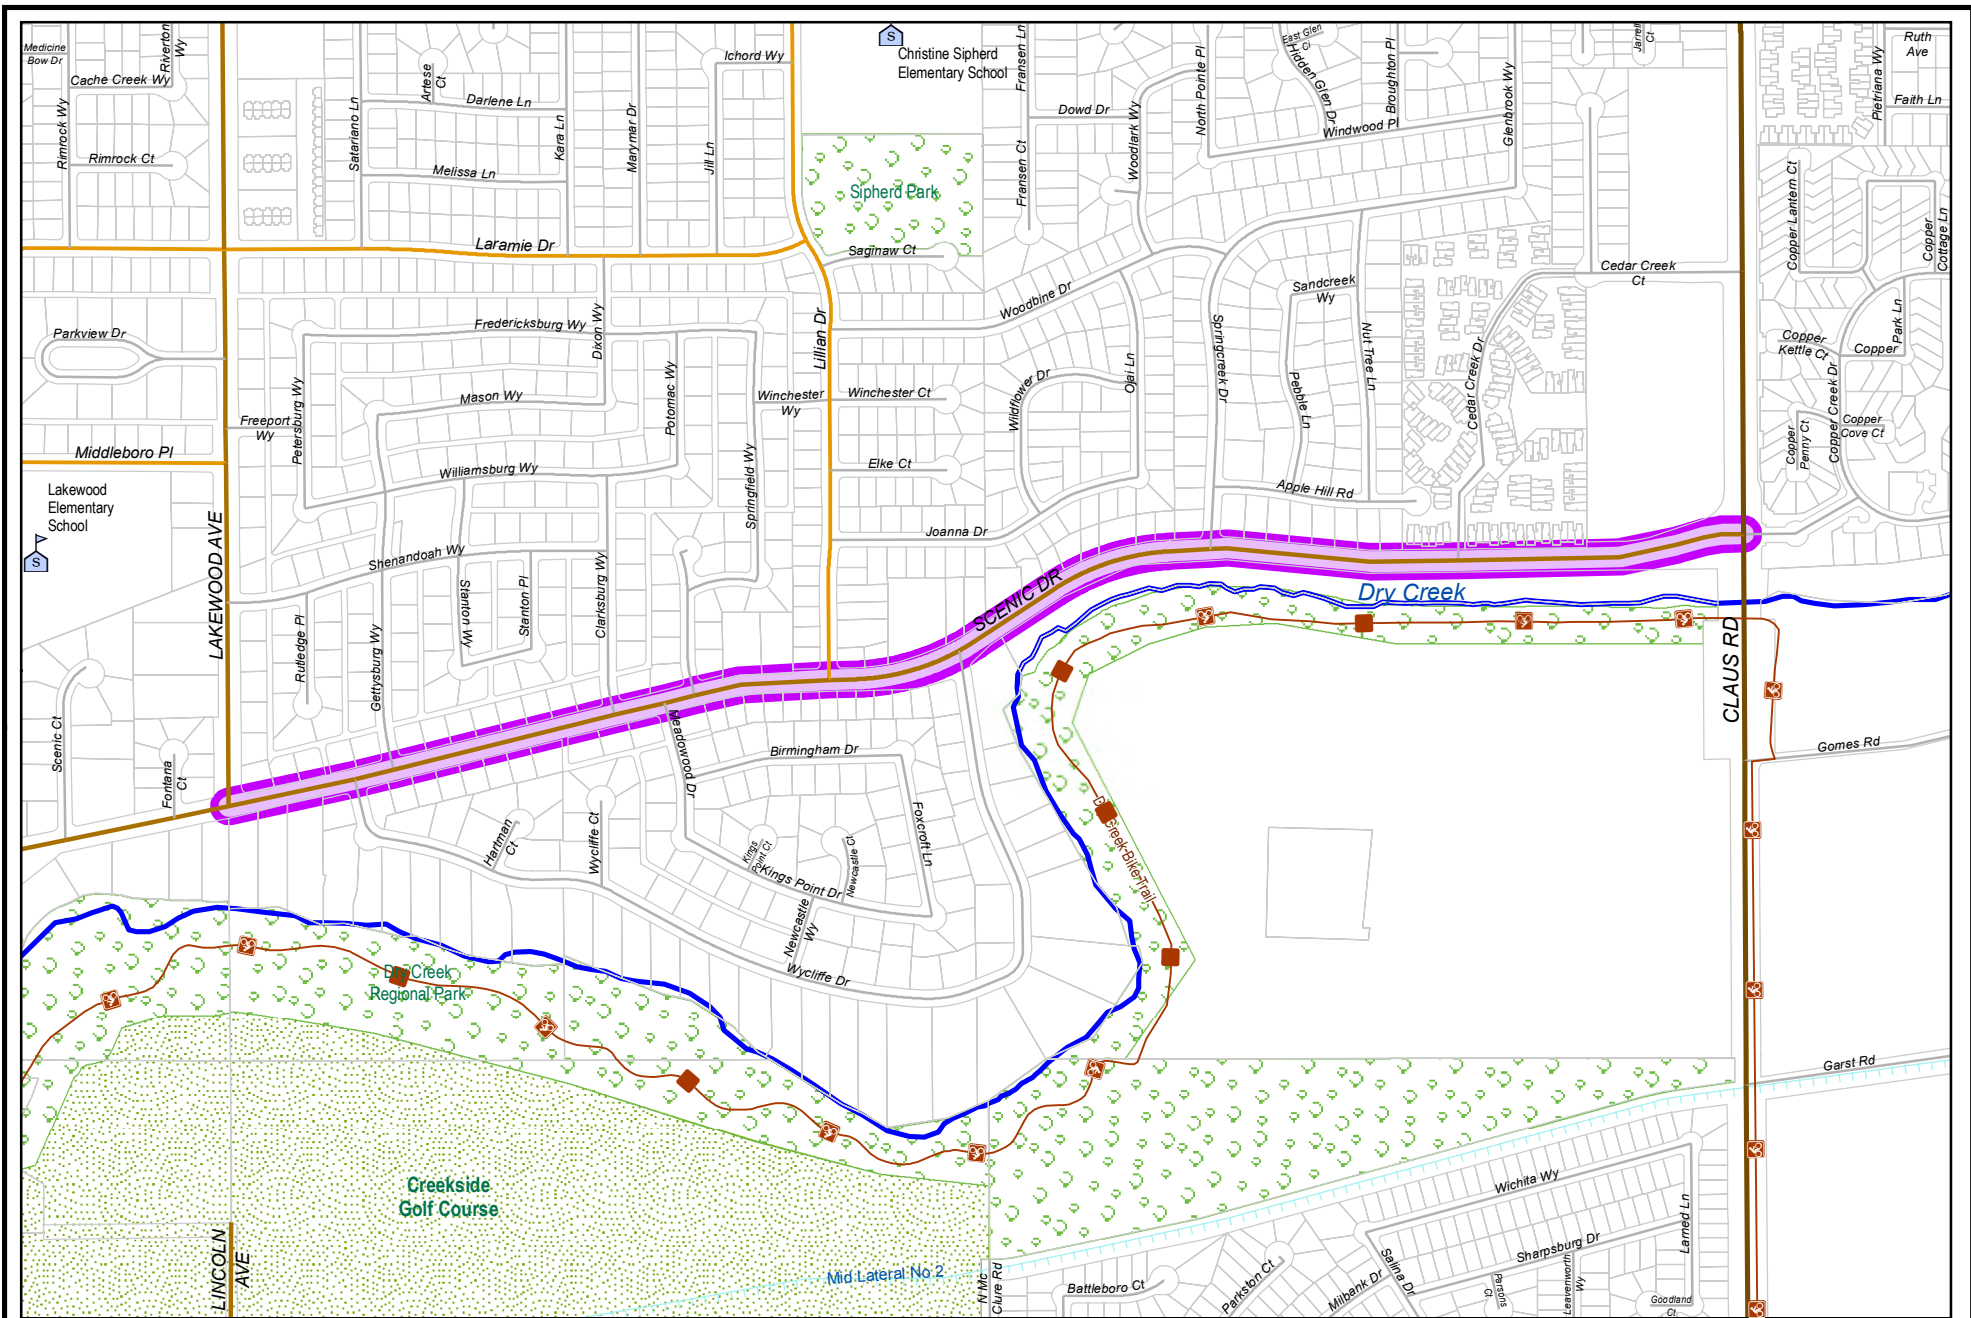 Medicine
Bow Dr
Riverton
Wy
Cache Creek Wy
Rimrock Wy
Rimrock Ct
Satariano Ln
Artese
Ct
Darlene Ln
Melissa Ln
Kara Ln
Marymar Dr
Jill Ln
Ichord Wy
S
Christine Sipherd
Elementary School
Sipherd Park
Fransen Ln
Fransen Ct
Dowd Dr
Woodlark Wy
North Pointe Pl
East Glen
Ct
Hidden Glen Dr
Broughton Pl
Windwood Pl
Glenbrook Wy
Jarrell
Ct
Pietriana Wy
Ruth
Ave
Faith Ln
Copper Lantern Ct
Copper
Cottage Ln
Laramie Dr
Saginaw Ct
Woodbine Dr
Cedar Creek
Ct
Sandcreek
Wy
Parkview Dr
Fredericksburg Wy
Dixon Wy
Lillian Dr
Springcreek Dr
Nut Tree Ln
Cedar Creek Dr
Copper
Kettle Ct
Copper
Park Ln
Petersburg Wy
Freeport
Wy
Mason Wy
Potomac Wy
Winchester
Wy
Winchester Ct
Wildflower Dr
Ojai Ln
Pebble Ln
Copper
Penny Ct
Copper Creek Dr
Copper
Cove Ct
Middleboro Pl
Williamsburg Wy
Springfield Wy
Elke Ct
Apple Hill Rd
Lakewood
Elementary
School
S
LAKEWOOD AVE
Shenandoah Wy
Joanna Dr
Stanton Wy
Stanton Pl
Clarksburg Wy
SCENIC DR
Dry Creek
Rutledge Pl
Gettysburg Wy
CLAUS RD
Scenic Ct
Fontana
Ct
Meadowood Dr
Birmingham Dr
Gomes Rd
Hartman
Ct
Wycliffe Ct
Kings
Point Ct
Newcastle Ct
Foxcroft Ln
Kings Point Dr
Newcastle
Wy
Wycliffe Dr
Dry Creek Bike Trail
Dry Creek
Regional Park
Garst Rd
Creekside
Golf Course
LINCOLN
AVE
Mid Lateral No 2
N Mc
Clure Rd
Battleboro Ct
Parkston Ct
Milbank Dr
Salina Dr
Wichita Wy
Sharpsburg Dr
Larned Ln
Parsons
Ct
Leavenworth
Wy
Goodland
Ct